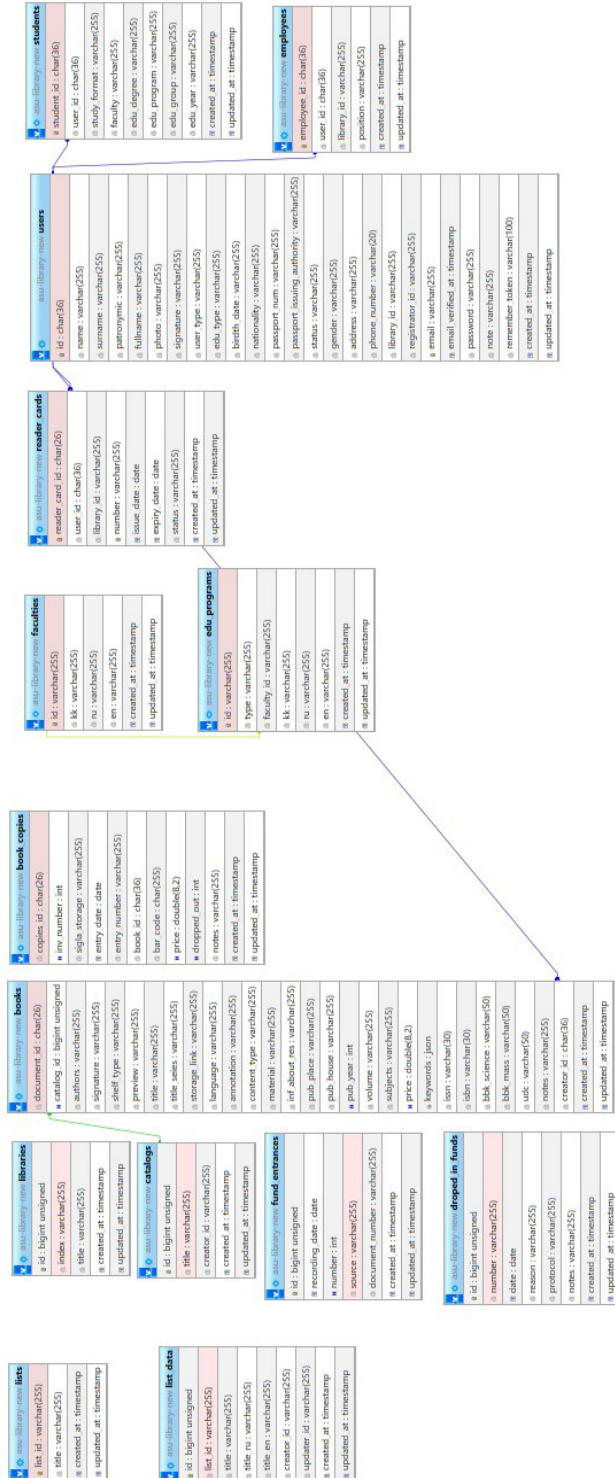 asu-library-new lists
list_id : varchar(255)
title : varchar(255)
created_at : timestamp
updated_at : timestamp
asu-library-new list_data
id : bigint unsigned
list_id : varchar(255)
title : varchar(255)
title_ru : varchar(255)
title_en : varchar(255)
creator_id : varchar(255)
updater_id : varchar(255)
created_at : timestamp
updated_at : timestamp
asu-library-new libraries
id : bigint unsigned
index : varchar(255)
title : varchar(255)
created_at : timestamp
updated_at : timestamp
asu-library-new catalogs
id : bigint unsigned
title : varchar(255)
creator_id : varchar(255)
created_at : timestamp
updated_at : timestamp
asu-library-new fund_entrances
id : bigint unsigned
recording_date : date
number : int
source : varchar(255)
document_number : varchar(255)
created_at : timestamp
updated_at : timestamp
asu-library-new droped_in_funds
id : bigint unsigned
number : varchar(255)
date : date
reason : varchar(255)
protocol : varchar(255)
notes : varchar(255)
created_at : timestamp
updated_at : timestamp
asu-library-new books
document_id : char(26)
catalog_id : bigint unsigned
authors : varchar(255)
signature : varchar(255)
shelf_type : varchar(255)
preview : varchar(255)
title : varchar(255)
title_seies : varchar(255)
storage_link : varchar(255)
language : varchar(255)
annotation : varchar(255)
content_type : varchar(255)
material : varchar(255)
inf_about_res : varchar(255)
pub_place : varchar(255)
pub_house : varchar(255)
pub_year : int
volume : varchar(255)
subjects : varchar(255)
price : double(8,2)
keywords : json
issn : varchar(30)
isbn : varchar(30)
bbk_science : varchar(50)
bbk_mass : varchar(50)
udc : varchar(50)
notes : varchar(255)
creator_id : char(36)
created_at : timestamp
updated_at : timestamp
asu-library-new book_copies
copies_id : char(26)
inv_number : int
sigla_storage : varchar(255)
entry_date : date
entry_number : varchar(255)
book_id : char(36)
bar_code : char(255)
price : double(8,2)
dropped_out : int
notes : varchar(255)
created_at : timestamp
updated_at : timestamp
asu-library-new faculties
id : varchar(255)
kk : varchar(255)
ru : varchar(255)
en : varchar(255)
created_at : timestamp
updated_at : timestamp
asu-library-new edu_programs
id : varchar(255)
type : varchar(255)
faculty_id : varchar(255)
kk : varchar(255)
ru : varchar(255)
en : varchar(255)
created_at : timestamp
updated_at : timestamp
asu-library-new reader_cards
reader_card_id : char(26)
user_id : char(36)
library_id : varchar(255)
number : varchar(255)
issue_date : date
expiry_date : date
status : varchar(255)
created_at : timestamp
updated_at : timestamp
asu-library-new users
id : char(36)
name : varchar(255)
surname : varchar(255)
patronymic : varchar(255)
fullname : varchar(255)
photo : varchar(255)
signature : varchar(255)
user_type : varchar(255)
edu_type : varchar(255)
birdth_date : varchar(255)
nationality : varchar(255)
passport_num : varchar(255)
passport_issuing_authority : varchar(255)
status : varchar(255)
gender : varchar(255)
address : varchar(255)
phone_number : varchar(20)
library_id : varchar(255)
registrator_id : varchar(255)
email : varchar(255)
email_verified_at : timestamp
password : varchar(255)
note : varchar(255)
remember_token : varchar(100)
created_at : timestamp
updated_at : timestamp
asu-library-new students
student_id : char(36)
user_id : char(36)
study_format : varchar(255)
faculty : varchar(255)
edu_degree : varchar(255)
edu_program : varchar(255)
edu_group : varchar(255)
edu_year : varchar(255)
created_at : timestamp
updated_at : timestamp
asu-library-new employees
employee_id : char(36)
user_id : char(36)
library_id : varchar(255)
position : varchar(255)
created_at : timestamp
updated_at : timestamp